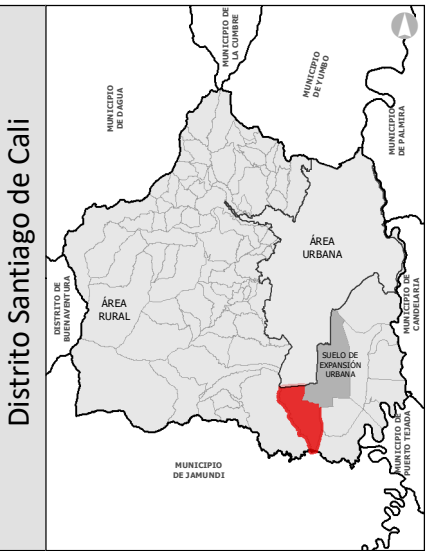 Distrito Santiago de Cali
MUNICIPIO
DE DAGUA
MUNICIPIO DE
LA CUMBRE
MUNICIPIO
DE YUMBO
MUNICIPIO
DE PALMIRA
DISTRITO DE
BUENAVENTURA
ÁREA
RURAL
ÁREA
URBANA
MUNICIPIO DE
CANDELARIA
SUELO DE
EXPANSIÓN
URBANA
MUNICIPIO
DE JAMUNDI
MUNICIPIO DE
PUERTO TEJADA